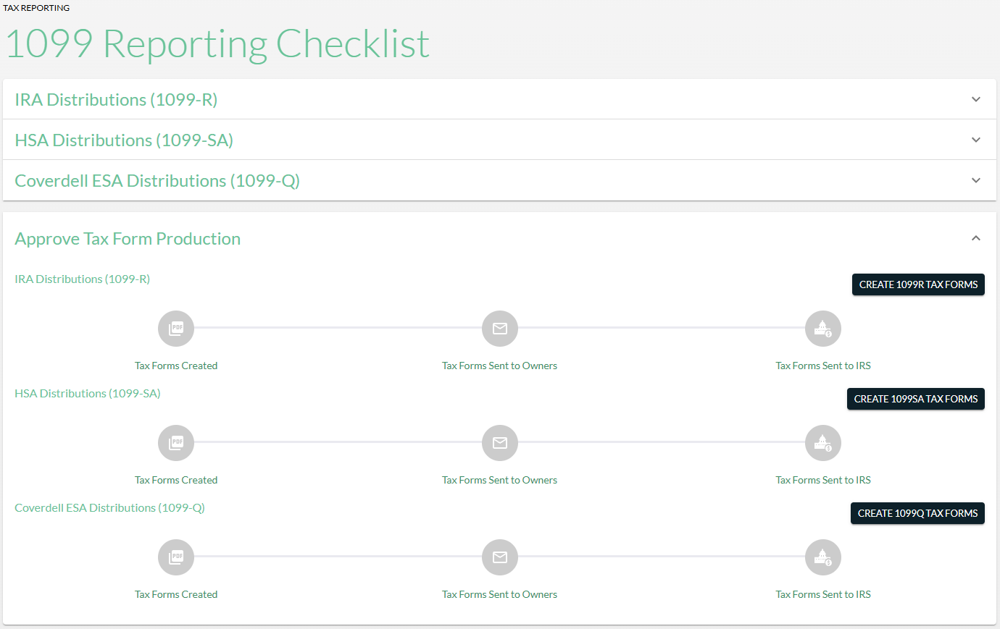 TAX REPORTING
1099 Reporting Checklist
IRA Distributions (1099-R)
HSA Distributions (1099-SA)
Coverdell ESA Distributions (1099-Q)
Approve Tax Form Production
IRA Distributions (1099-R)
CREATE 1099R TAX FORMS
PDF
Tax Forms Created
Tax Forms Sent to Owners
Tax Forms Sent to IRS
HSA Distributions (1099-SA)
CREATE 1099SA TAX FORMS
PDF
Tax Forms Created
Tax Forms Sent to Owners
Tax Forms Sent to IRS
Coverdell ESA Distributions (1099-Q)
CREATE 1099Q TAX FORMS
PDF
Tax Forms Created
Tax Forms Sent to Owners
Tax Forms Sent to IRS